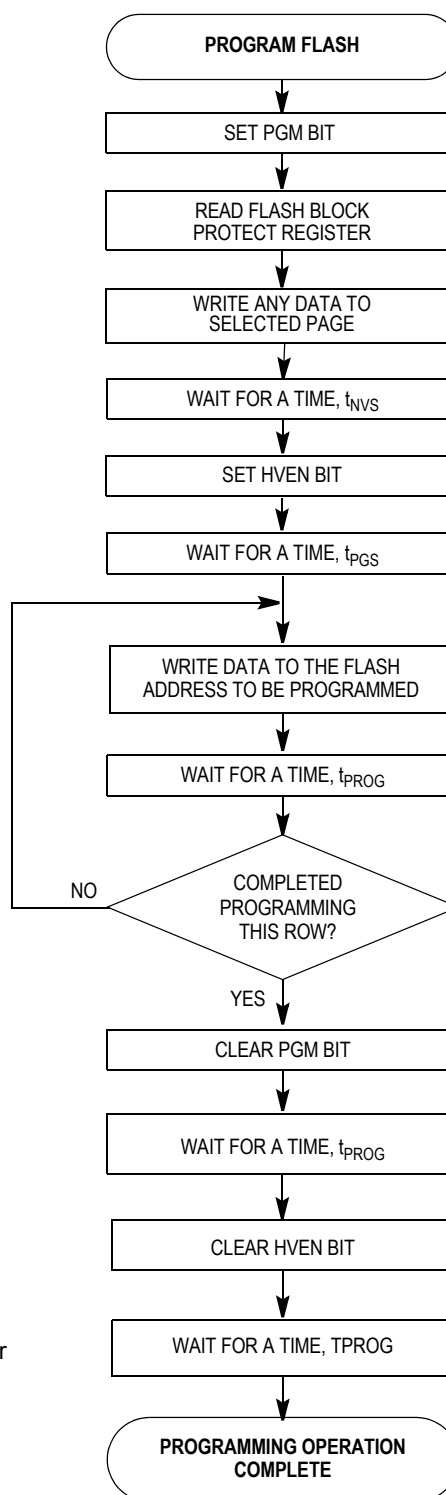 PROGRAM FLASH
SET PGM BIT
READ FLASH BLOCK
PROTECT REGISTER
WRITE ANY DATA TO
SELECTED PAGE
WAIT FOR A TIME, tNVS
SET HVEN BIT
WAIT FOR A TIME, tPGS
WRITE DATA TO THE FLASH
ADDRESS TO BE PROGRAMMED
WAIT FOR A TIME, tPROG
NO
COMPLETED
PROGRAMMING
THIS ROW?
YES
CLEAR PGM BIT
WAIT FOR A TIME, tPROG
CLEAR HVEN BIT
r
WAIT FOR A TIME, TPROG
PROGRAMMING OPERATION
COMPLETE